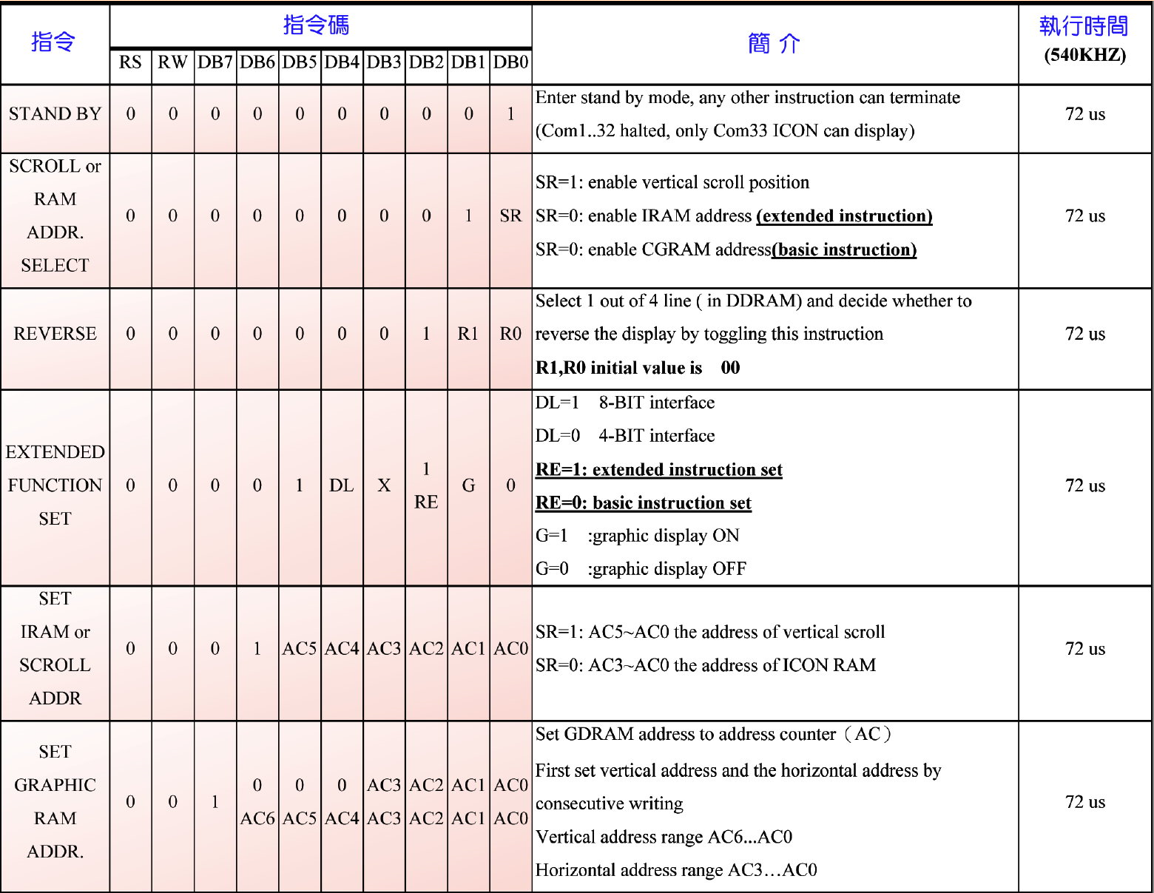 指令 指令碼 簡 介 執行時間
(540KHZ)
RS RW DB7 DB6 DB5 DB4 DB3 DB2 DB1 DB0
STAND BY 0 0 0 0 0 0 0 0 0 1 Enter stand by mode, any other instruction can terminate
(Com1..32 halted, only Com33 ICON can display) 72 us
SCROLL or
RAM
ADDR.
SELECT
0 0 0 0 0 0 0 0 1 SR
SR=1: enable vertical scroll position
SR=0: enable IRAM address (extended instruction)
SR=0: enable CGRAM address(basic instruction)
72 us
REVERSE 0 0 0 0 0 0 0 1 R1 R0
Select 1 out of 4 line ( in DDRAM) and decide whether to
reverse the display by toggling this instruction
R1,R0 initial value is 00
72 us
EXTENDED
FUNCTION
SET
0 0 0 0 1 DL X 1 RE G 0
DL=1 8-BIT interface
DL=0 4-BIT interface
RE=1: extended instruction set
RE=0: basic instruction set
G=1 :graphic display ON
G=0 :graphic display OFF
72 us
SET
IRAM or
SCROLL
ADDR
0 0 0 1 AC5 AC4 AC3 AC2 AC1 AC0
SR=1: AC5~AC0 the address of vertical scroll
SR=0: AC3~AC0 the address of ICON RAM
72 us
SET
GRAPHIC
RAM
ADDR.
0 0 1
0 0 0 AC3 AC2 AC1 AC0
AC6 AC5 AC4 AC3 AC2 AC1 AC0
Set GDRAM address to address counter（AC）
First set vertical address and the horizontal address by
consecutive writing
Vertical address range AC6...AC0
Horizontal address range AC3…AC0
72 us